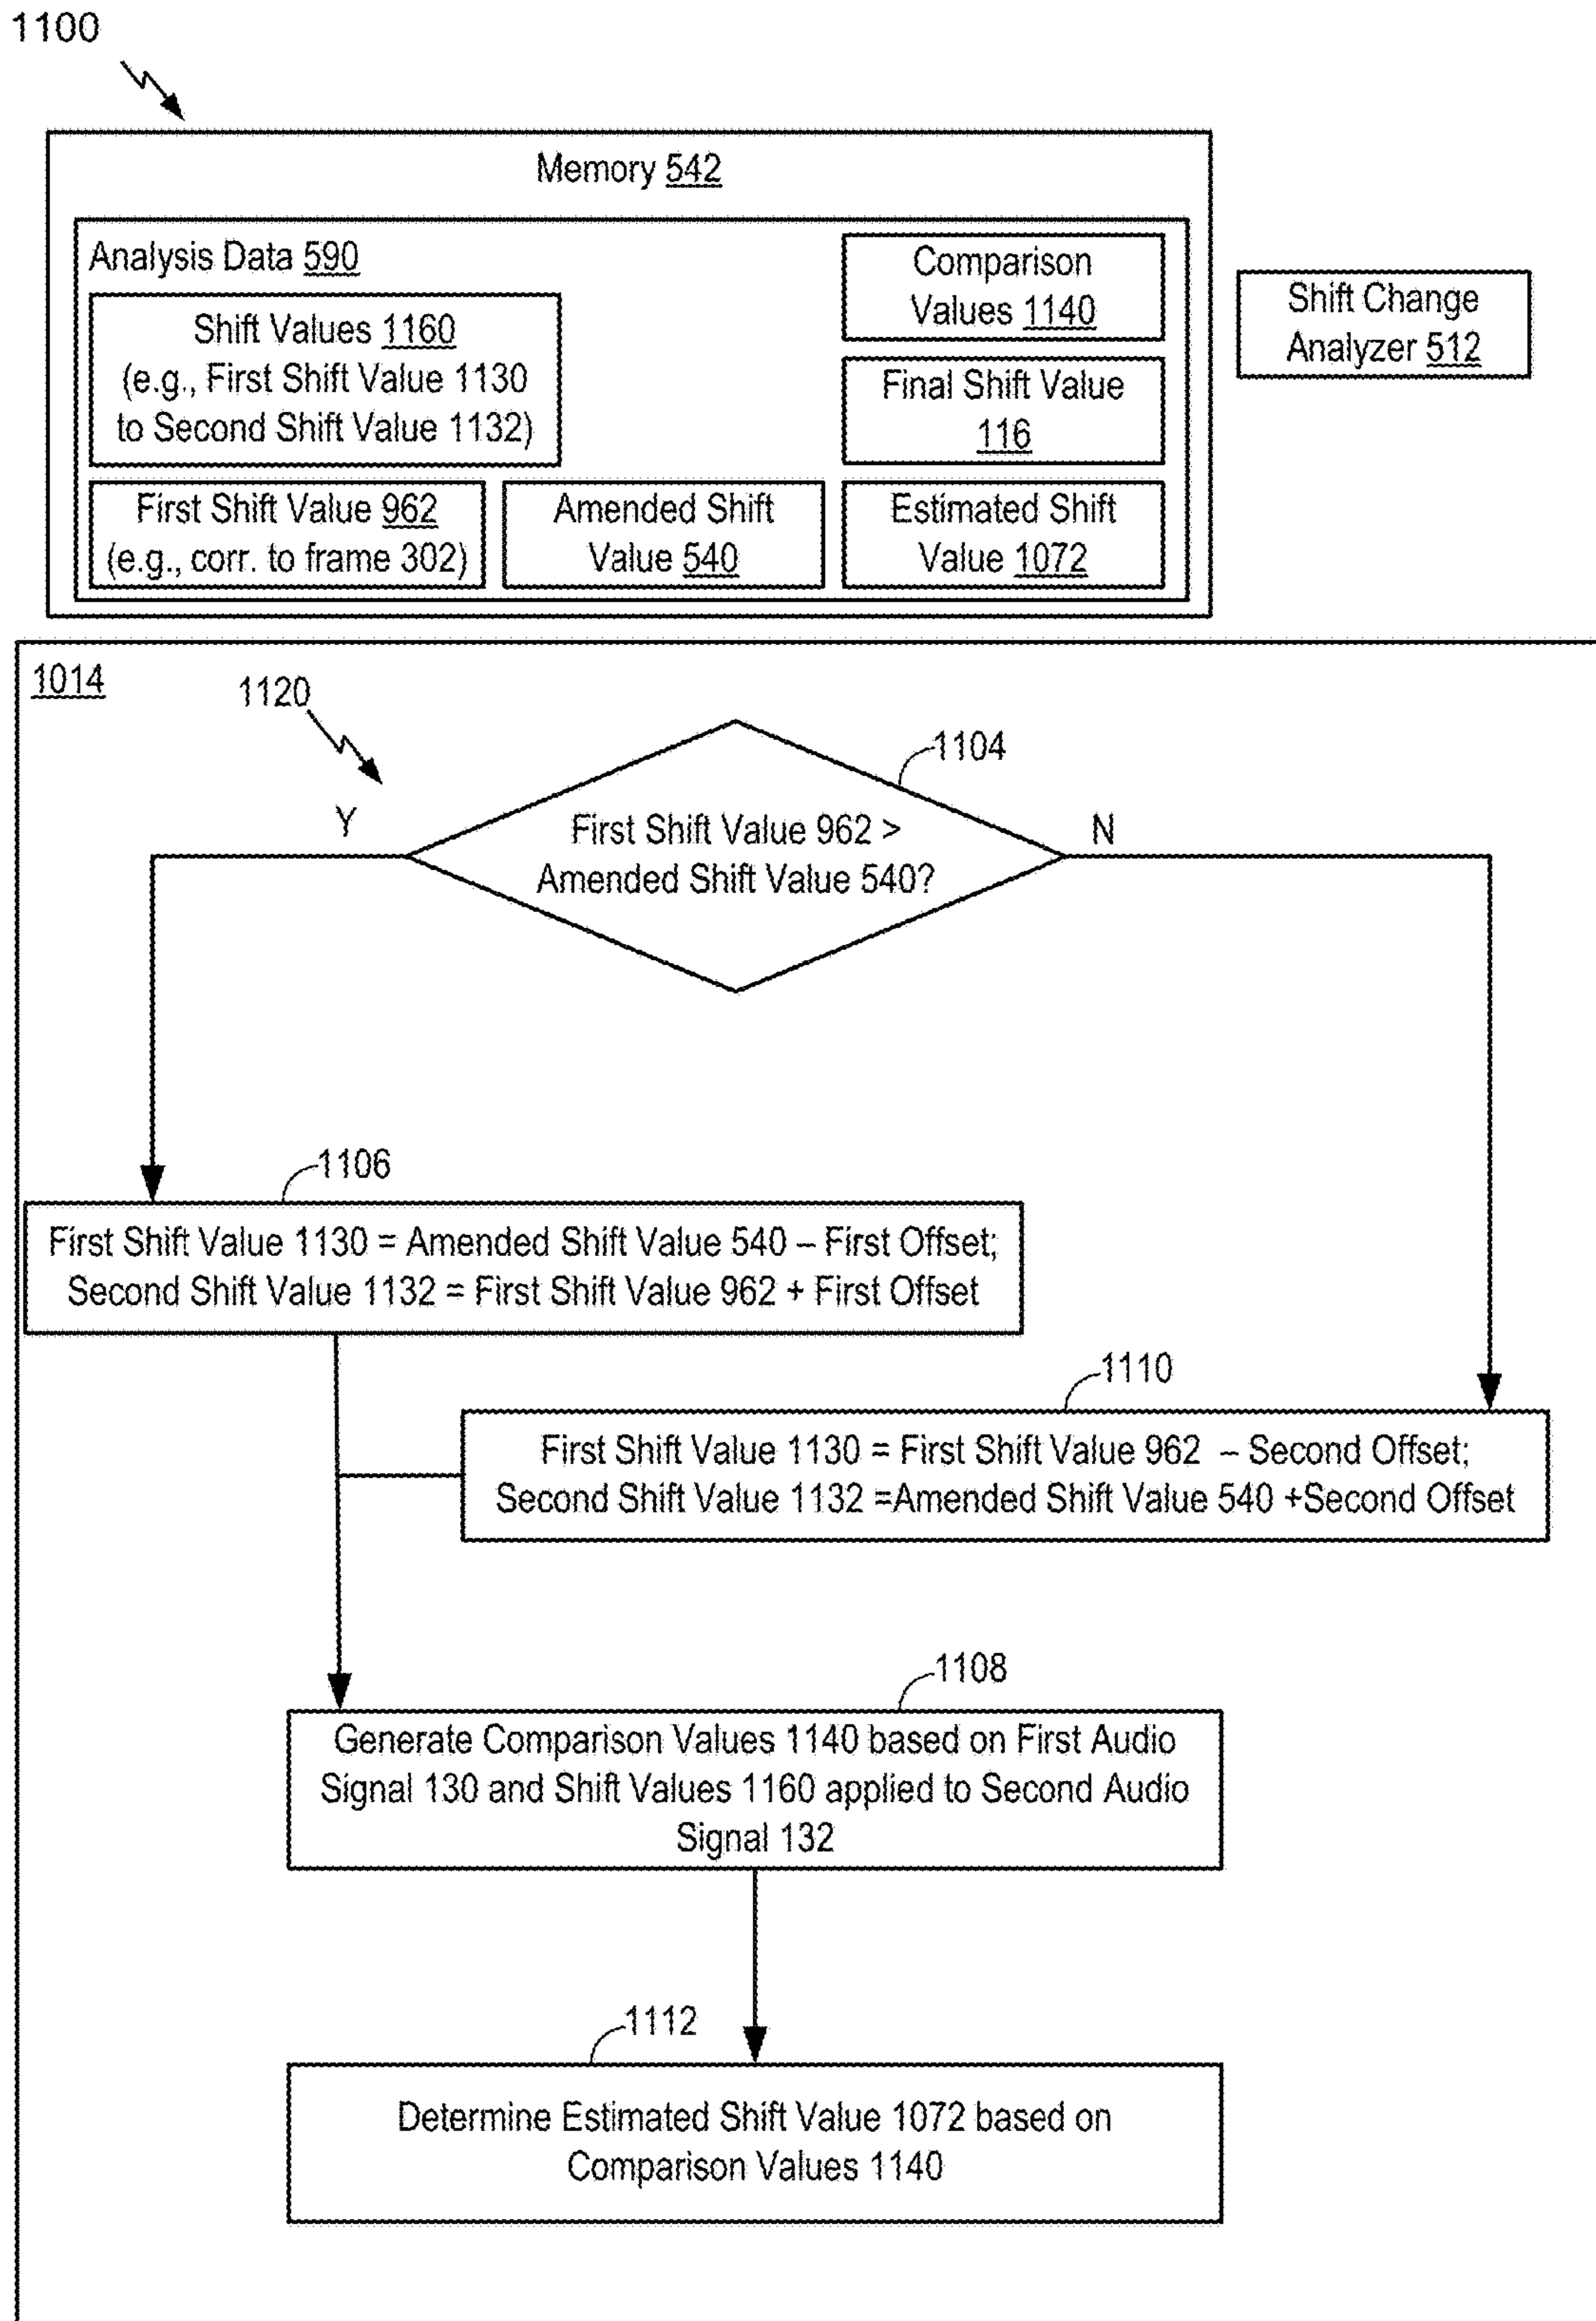 1100
Memory 542
Analysis Data 590
Shift Values 1160
(e.g., First Shift Value 1130
to Second Shift Value 1132)
Comparison
Values 1140
Final Shift Value
116
First Shift Value 962
(e.g., corr. to frame 302)
Amended Shift
Value 540
Estimated Shift
Value 1072
Shift Change
Analyzer 512
1014
1120
1104
Y
First Shift Value 962 >
Amended Shift Value 540?
N
1106
First Shift Value 1130 = Amended Shift Value 540 – First Offset;
Second Shift Value 1132 = First Shift Value 962 + First Offset
1110
First Shift Value 1130 = First Shift Value 962 – Second Offset;
Second Shift Value 1132 =Amended Shift Value 540 +Second Offset
1108
Generate Comparison Values 1140 based on First Audio
Signal 130 and Shift Values 1160 applied to Second Audio
Signal 132
1112
Determine Estimated Shift Value 1072 based on
Comparison Values 1140